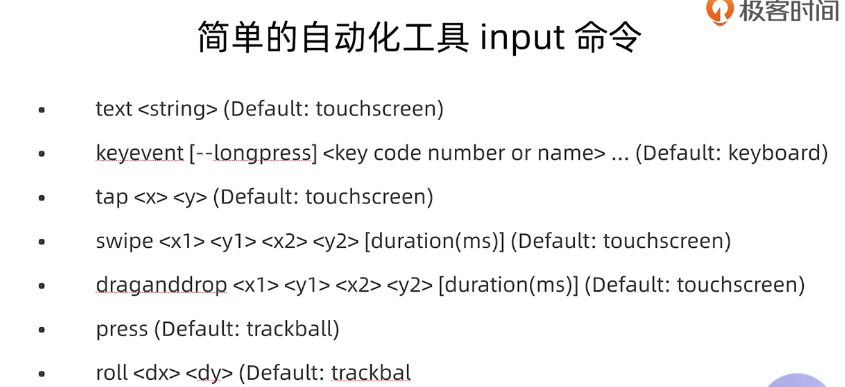 极客时间
简单的自动化工具 input 命令
• text <string> (Default: touchscreen)
• keyevent [--longpress] <key code number or name> ... (Default: keyboard)
• tap <x> <y> (Default: touchscreen)
• swipe <x1> <y1> <x2> <y2> [duration(ms)] (Default: touchscreen)
• draganddrop <x1> <y1> <x2> <y2> [duration(ms)] (Default: touchscreen)
• press (Default: trackball)
• roll <dx> <dy> (Default: trackbal